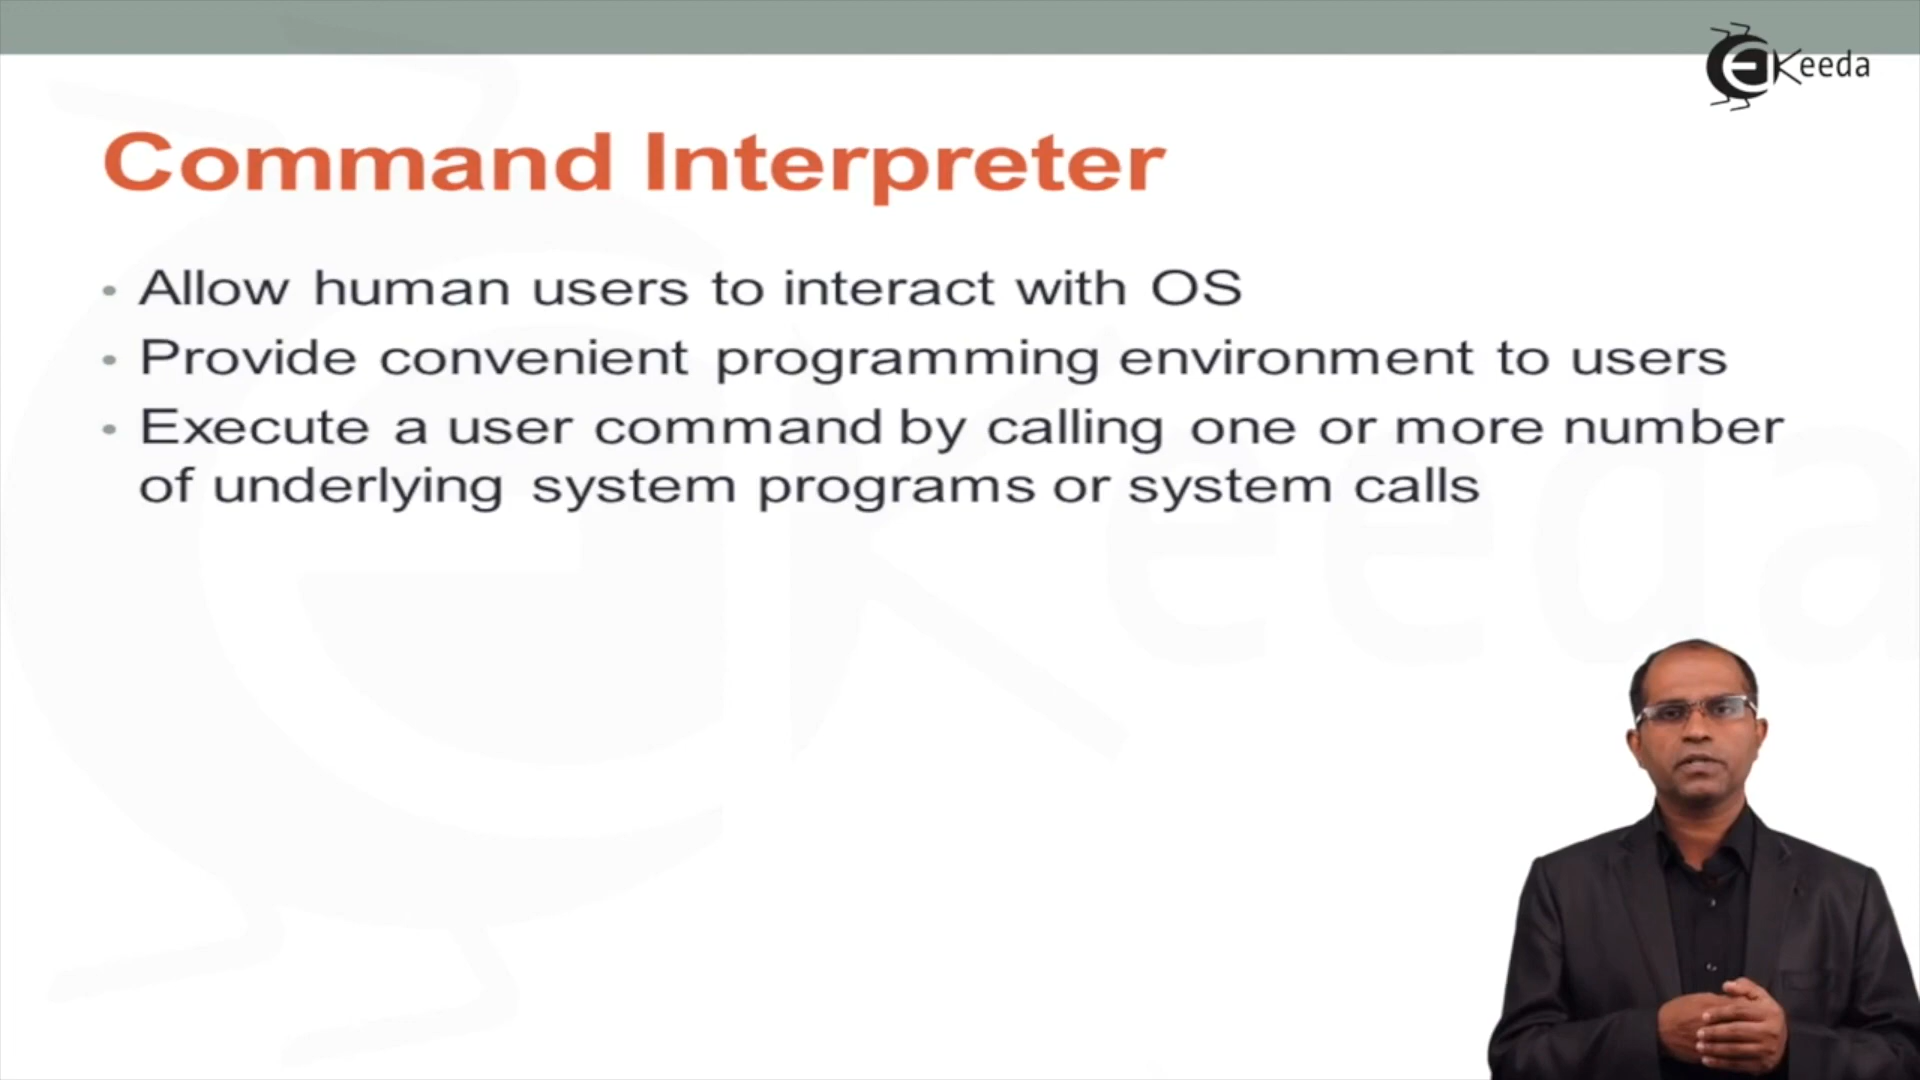 EKeeda
Command Interpreter
• Allow human users to interact with OS
• Provide convenient programming environment to users
• Execute a user command by calling one or more number
of underlying system programs or system calls